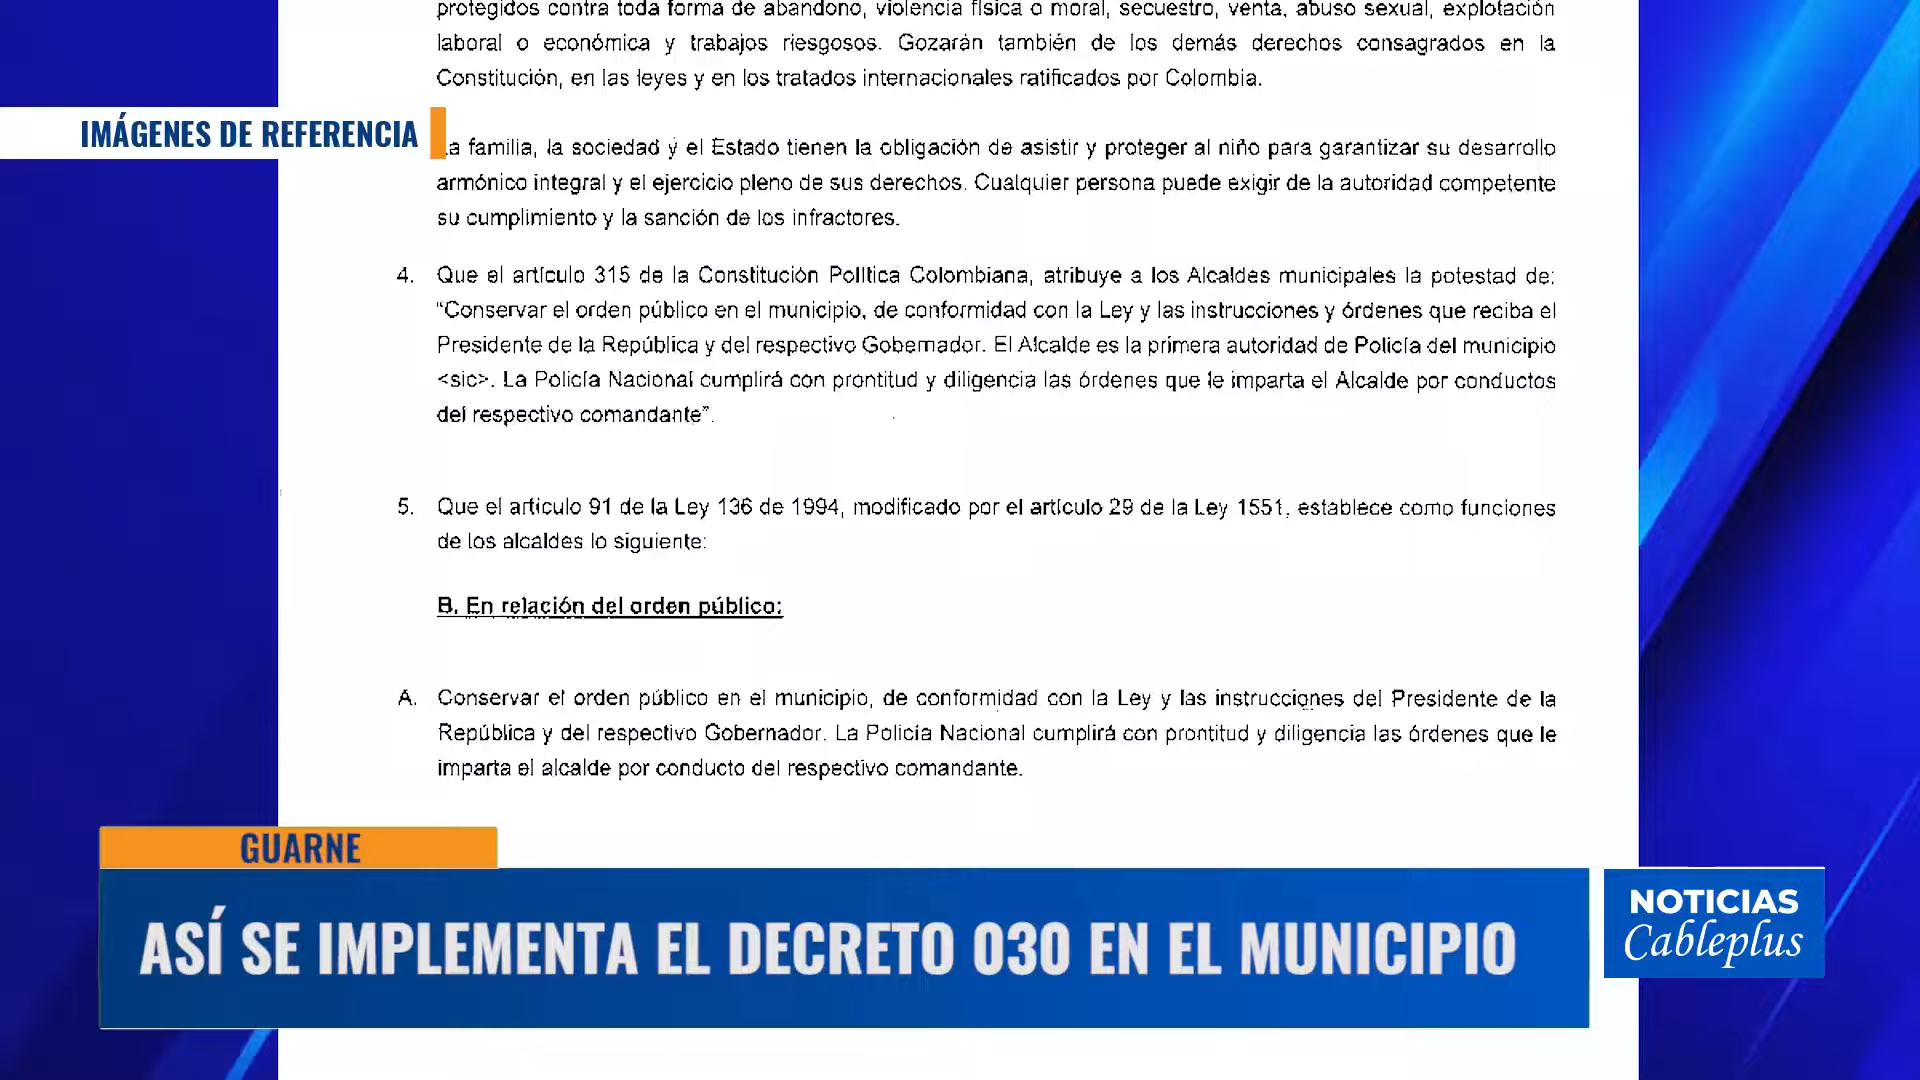 protegidos contra toda forma de abandono, violencia física o moral, secuestro, venta, abuso sexual, explotación
laboral o económica y trabajos riesgosos. Gozarán también de los demás derechos consagrados en la
Constitución, en las leyes y en los tratados internacionales ratificados por Colombia.
IMÁGENES DE REFERENCIA
a familia, la sociedad y el Estado tienen la obligación de asistir y proteger al niño para garantizar su desarrollo
armónico integral y el ejercicio pleno de sus derechos. Cualquier persona puede exigir de la autoridad competente
su cumplimiento y la sanción de los infractores.
4. Que el artículo 315 de la Constitución Política Colombiana, atribuye a los Alcaldes municipales la potestad de:
"Conservar el orden público en el municipio, de conformidad con la Ley y las instrucciones y órdenes que reciba el
Presidente de la República y del respectivo Gobernador. El Alcalde es la primera autoridad de Policía del municipio
<sic>. La Policía Nacional cumplirá con prontitud y diligencia las órdenes que le imparta el Alcalde por conductos
del respectivo comandante".
5. Que el artículo 91 de la Ley 136 de 1994, modificado por el artículo 29 de la Ley 1551, establece como funciones
de los alcaldes lo siguiente:
B. En relación del orden público:
A. Conservar el orden público en el municipio, de conformidad con la Ley y las instrucciones del Presidente de la
República y del respectivo Gobernador. La Policía Nacional cumplirá con prontitud y diligencia las órdenes que le
imparta el alcalde por conducto del respectivo comandante.
GUARNE
ASÍ SE IMPLEMENTA EL DECRETO 030 EN EL MUNICIPIO
NOTICIAS
Cableplus